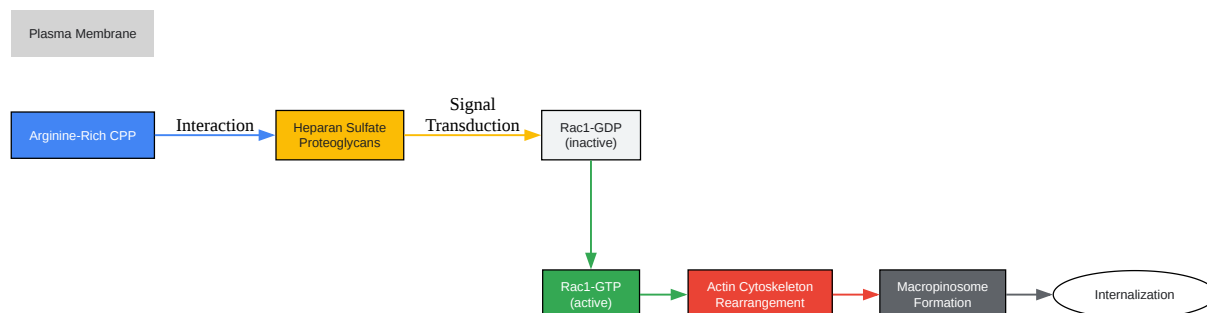 Plasma Membrane
Arginine-Rich CPP
Interaction
Heparan Sulfate
Proteoglycans
Signal
Transduction
Rac1-GDP
(inactive)
Rac1-GTP
(active)
Actin Cytoskeleton
Rearrangement
Macropinosome
Formation
Internalization